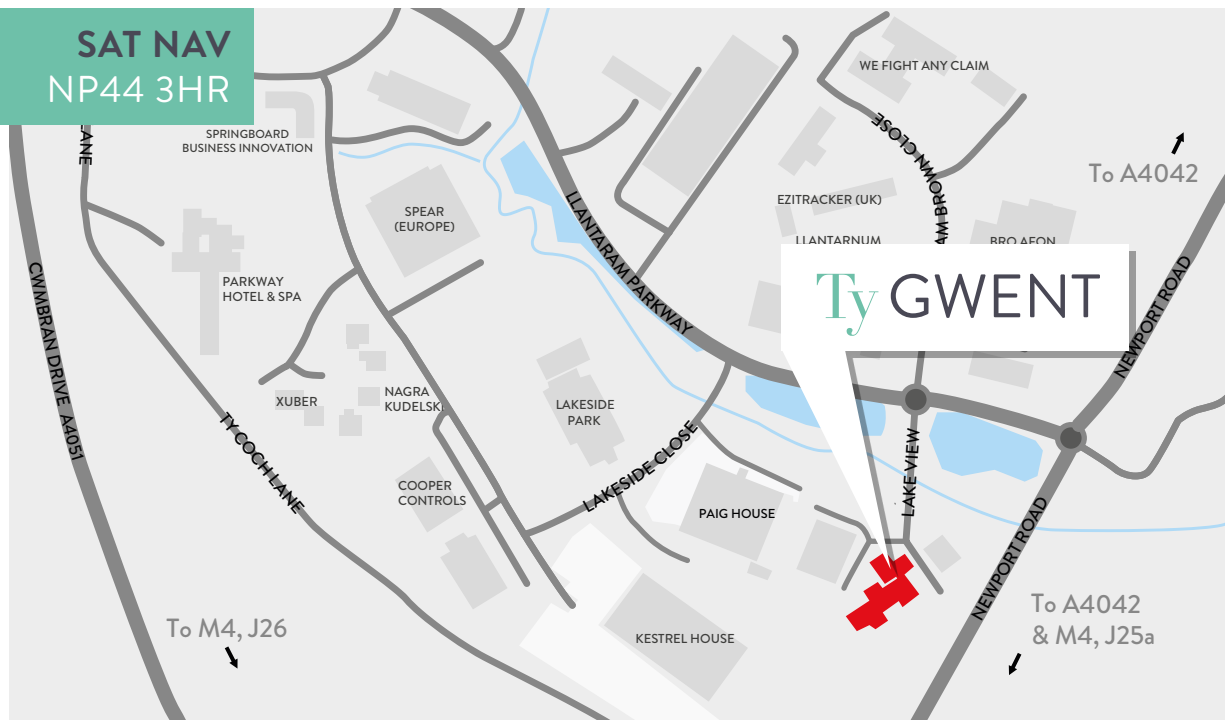 SAT NAV
NP44 3HR
LANE
SPRINGBOARD
BUSINESS INNOVATION
WE FIGHT ANY CLAIM
To A4042
SPEAR
(EUROPE)
EZITRACKER (UK)
LLANTARNUM
BRO AFON
PARKWAY
HOTEL & SPA
LLANTARAM PARKWAY
BROWN CLOSE
Ty GWENT
NEWPORT ROAD
CWMBRAN DRIVE A4051
XUBER
NAGRA
KUDELSKI
LAKESIDE
PARK
TY COCH LANE
LAKESIDE CLOSE
COOPER
CONTROLS
PAIG HOUSE
LAKE VIEW
NEWPORT ROAD
To M4, J26
KESTREL HOUSE
To A4042
& M4, J25a